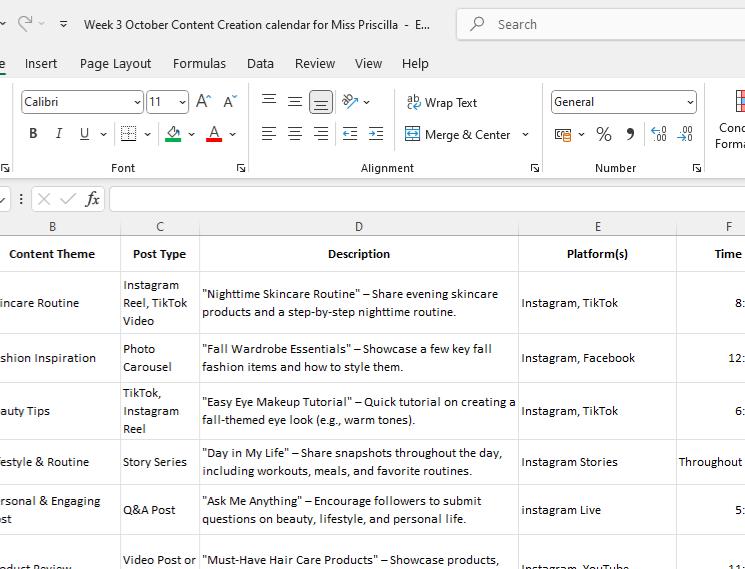 Week 3 October Content Creation calendar for Miss Priscilla - E...
Search
Insert Page Layout Formulas Data Review View Help
Calibri 11 A A Wrap Text General
B I U A Merge & Center % Conc
Forma
Font Alignment Number
fx
B C D E F
Content Theme Post Type Description Platform(s) Time
incare Routine
Instagram
Reel, TikTok
Video
"Nighttime Skincare Routine" – Share evening skincare
products and a step-by-step nighttime routine.
Instagram, TikTok
8:
shion Inspiration
Photo
Carousel
"Fall Wardrobe Essentials" – Showcase a few key fall
fashion items and how to style them.
Instagram, Facebook
12:
auty Tips
TikTok,
Instagram
Reel
"Easy Eye Makeup Tutorial" – Quick tutorial on creating a
fall-themed eye look (e.g., warm tones).
Instagram, TikTok
6:
estyle & Routine
Story Series
"Day in My Life" – Share snapshots throughout the day,
including workouts, meals, and favorite routines.
Instagram Stories
Throughout
rsonal & Engaging
st
Q&A Post
"Ask Me Anything" – Encourage followers to submit
questions on beauty, lifestyle, and personal life.
instagram Live
5:
Video Post or
"Must-Have Hair Care Products" – Showcase products,
Instagram, YouTube
11: